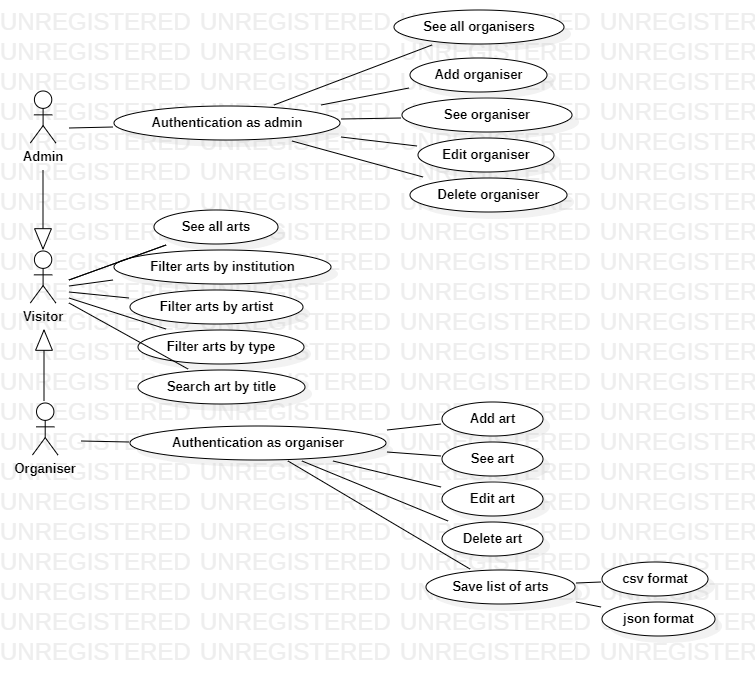 UNREGISTERED UNREGISTERED UNREGISTERED UNREGISTERED
See all organisers
Add organiser
See organiser
Authentication as admin
Edit organiser
Admin
Delete organiser
See all arts
Filter arts by institution
Filter arts by artist
Visitor
Filter arts by type
Search art by title
Add art
Authentication as organiser
See art
Organiser
Edit art
Delete art
csv format
Save list of arts
json format